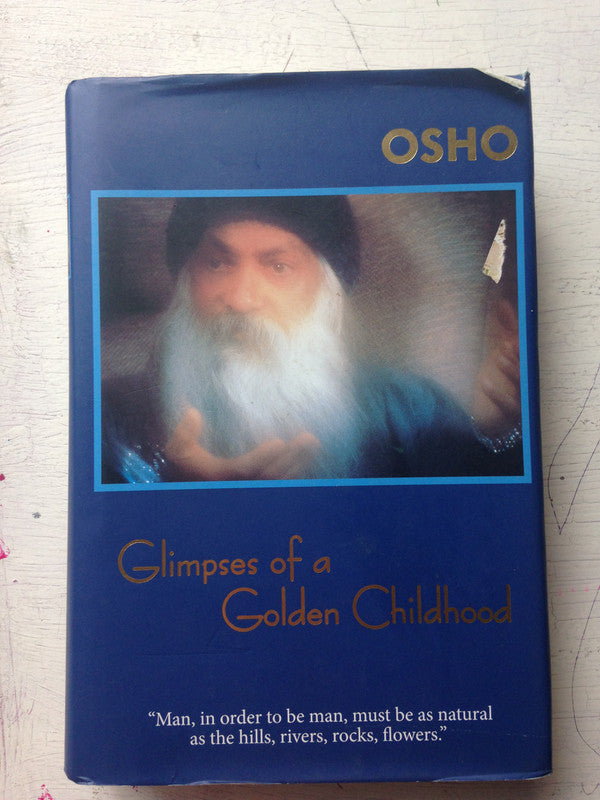 OSHO
Glimpses of a
Golden Childhood
“Man, in order to be man, must be as natural
as the hills, rivers, rocks, flowers.”